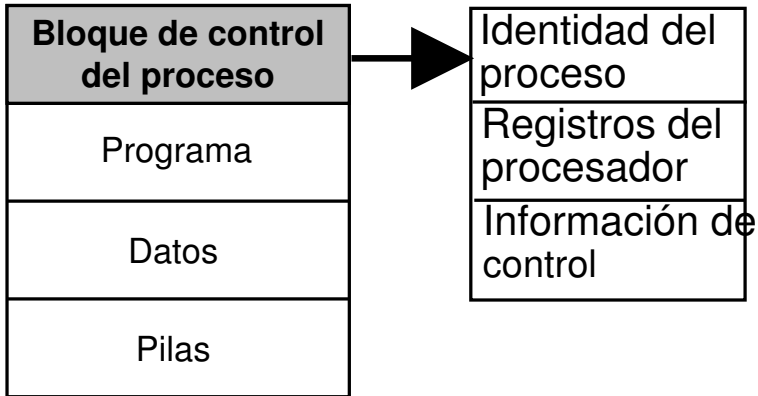 Bloque de control
del proceso
Programa
Datos
Pilas
Identidad del
proceso
Registros del
procesador
Información de
control